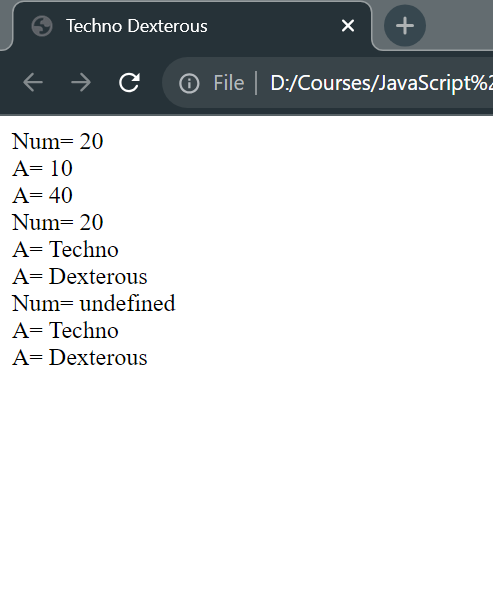 Techno Dexterous
File D:/Courses/JavaScript%2
Num= 20
A= 10
A= 40
Num= 20
A= Techno
A= Dexterous
Num= undefined
A= Techno
A= Dexterous